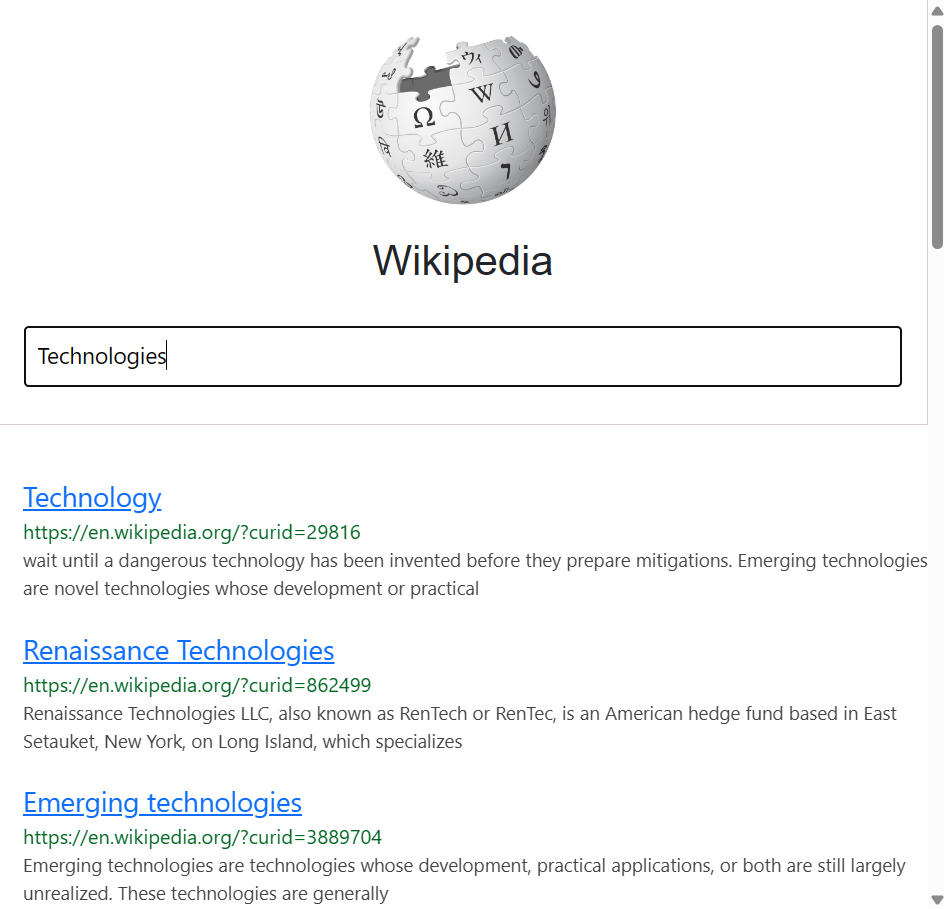 Ω
W
И
維
ウィ
7
Wikipedia
Technologies
Technology
https://en.wikipedia.org/?curid=29816
wait until a dangerous technology has been invented before they prepare mitigations. Emerging technologies
are novel technologies whose development or practical
Renaissance Technologies
https://en.wikipedia.org/?curid=862499
Renaissance Technologies LLC, also known as RenTech or RenTec, is an American hedge fund based in East
Setauket, New York, on Long Island, which specializes
Emerging technologies
https://en.wikipedia.org/?curid=3889704
Emerging technologies are technologies whose development, practical applications, or both are still largely
unrealized. These technologies are generally